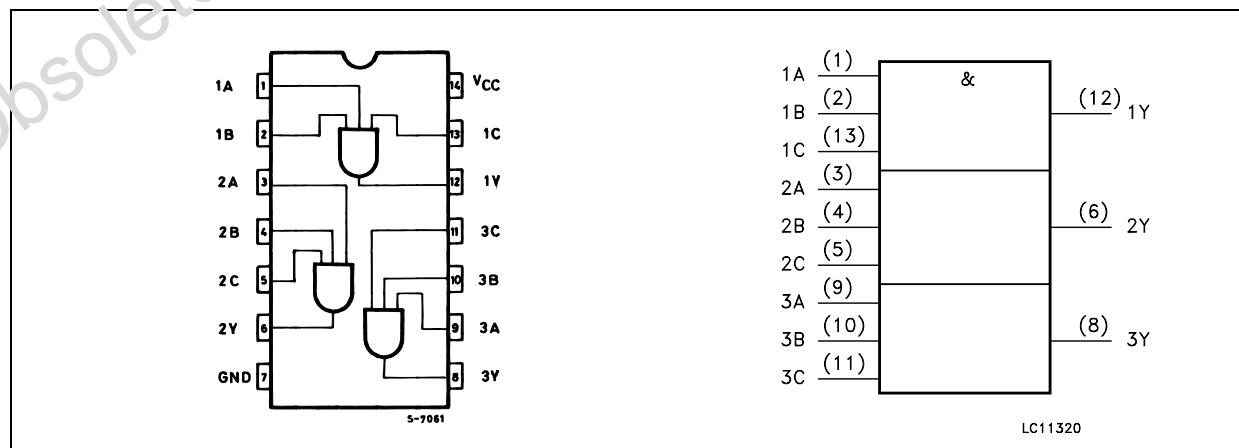 Obsolete
1A 1 14 VCC
1B 2 13 1C
2A 3 12 1Y
2B 4 11 3C
2C 5 10 3B
2Y 6 9 3A
GND 7 8 3Y
S-7061
&
1A (1)
1B (2)
1C (13)
(12) 1Y
2A (3)
2B (4)
2C (5)
(6) 2Y
3A (9)
3B (10)
3C (11)
(8) 3Y
LC11320